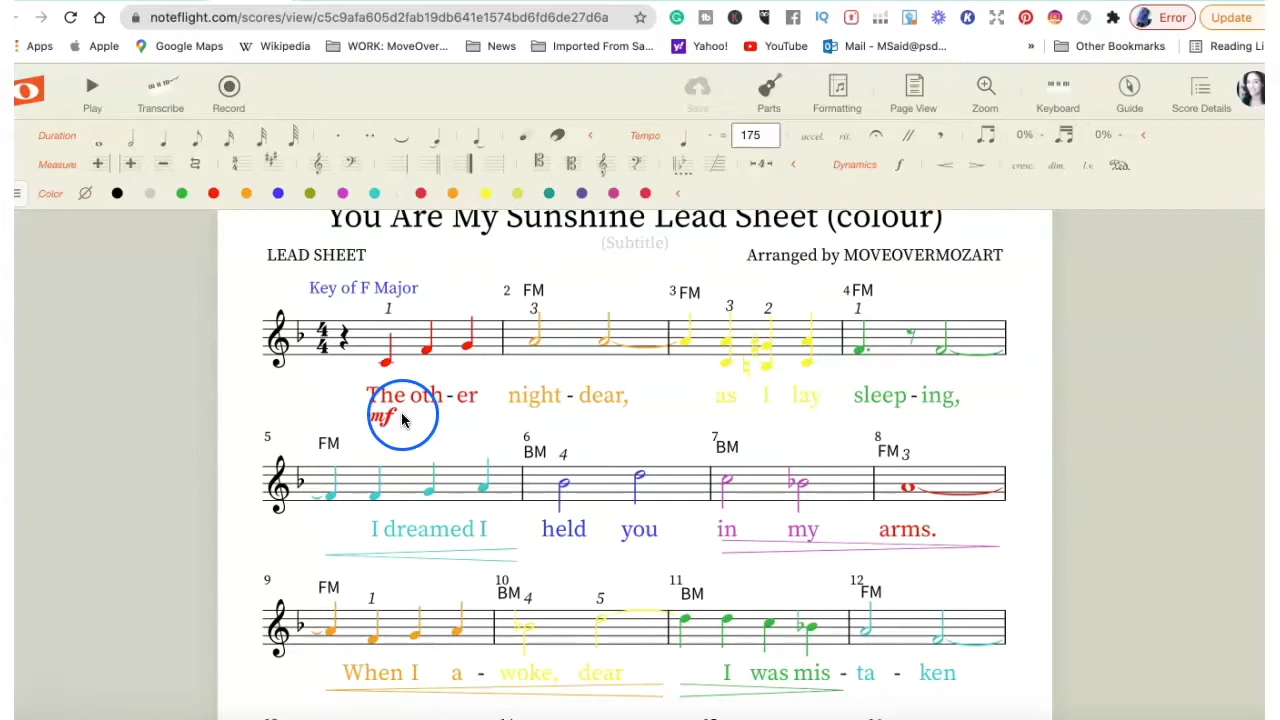 noteflight.com/scores/view/c5c9afa605d2fab19db641e1574bd6fd6de27d6a
Error
Update
Apps
Apple
Google Maps
Wikipedia
WORK: MoveOver...
News
Imported From Sa...
Yahoo!
YouTube
Mail - MSaid@psd...
»
Other Bookmarks
Reading Li
Play
Transcribe
Record
Save
Parts
Formatting
Page View
Zoom
Keyboard
Guide
Score Details
Duration
Tempo
= 175
accel.
rit.
0%
0%
Measure
Dynamics
f
cresc.
dim.
l.v.
Ped.
Color
You Are My Sunshine Lead Sheet (colour)
(Subtitle)
LEAD SHEET
Arranged by MOVEOVERMOZART
Key of F Major
1
2 FM
3
3 FM
3 2
4 FM
1
The oth - er night - dear, as I lay sleep - ing,
mf
5 FM
6 BM 4
7 BM
8 FM 3
I dreamed I held you in my arms.
9 FM 1
10 BM 4 5
11 BM
12 FM
When I a - woke, dear I was mis - ta - ken